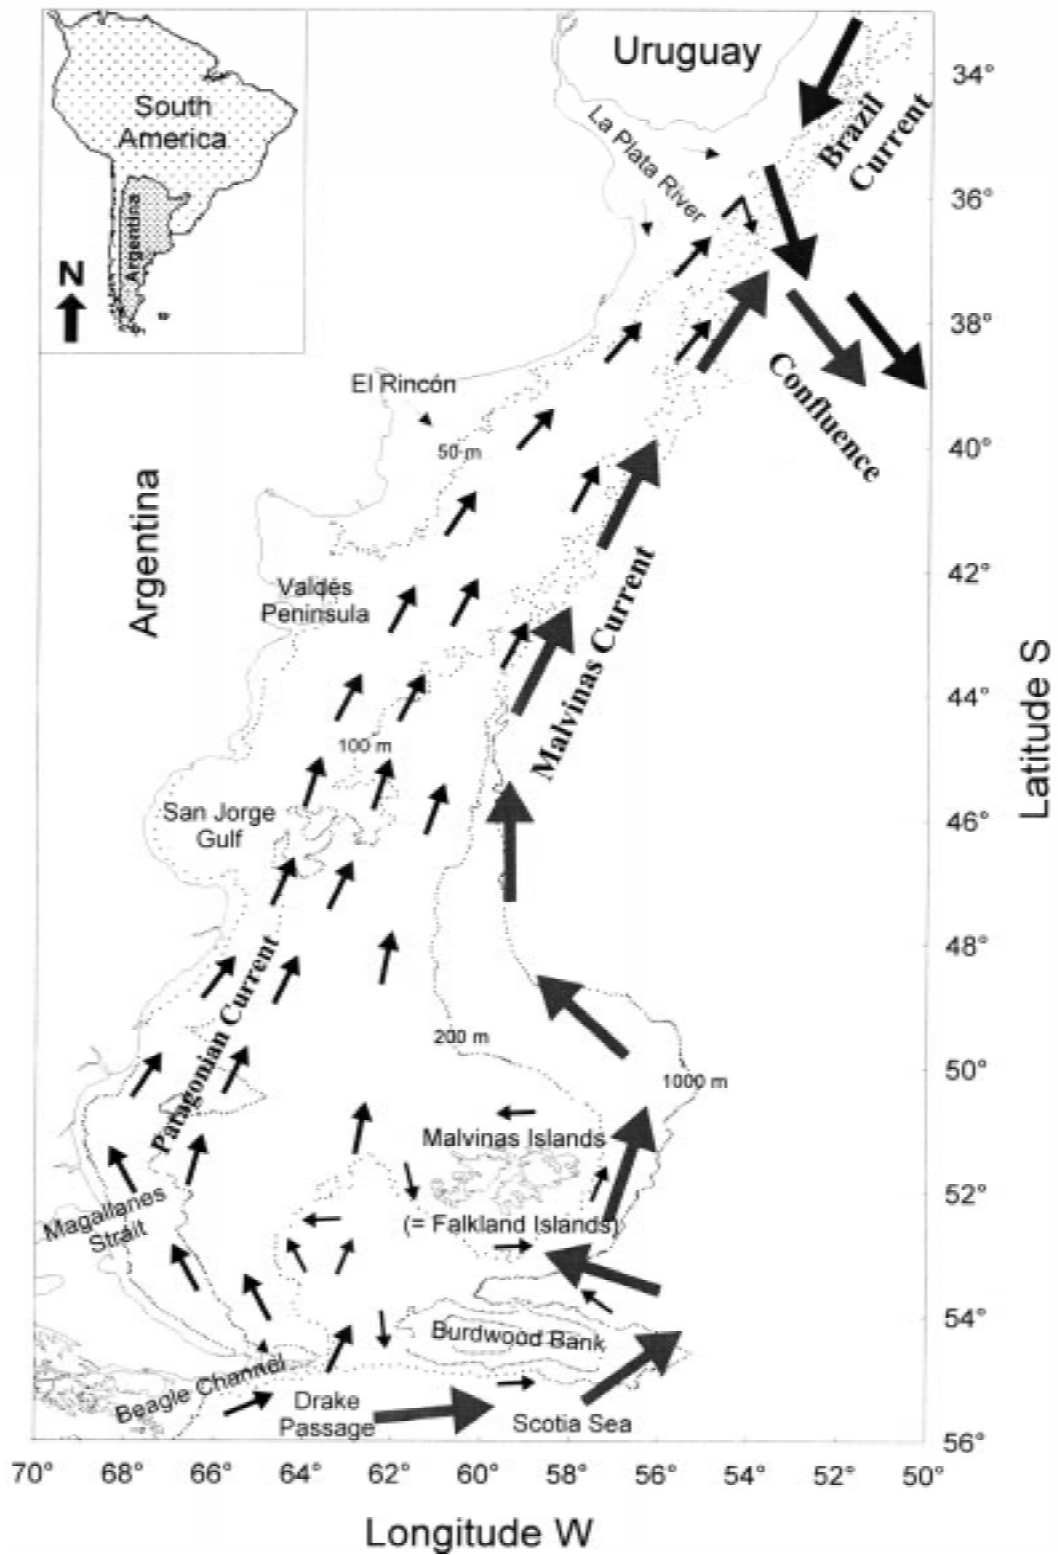 South
America
Argentina
N
Uruguay
La Plata River
Brazil
Current
Confluence
El Rincón
50 m
Argentina
Valdés
Peninsula
Malvinas Current
100 m
San Jorge
Gulf
Patagonian Current
200 m
1000 m
Malvinas Islands
(= Falkland Islands)
Magallanes
Strait
Burdwood Bank
Beagle Channel
Drake
Passage
Scotia Sea
34°
36°
38°
40°
42°
44°
46°
48°
50°
52°
54°
56°
Latitude S
70° 68° 66° 64° 62° 60° 58° 56° 54° 52° 50°
Longitude W